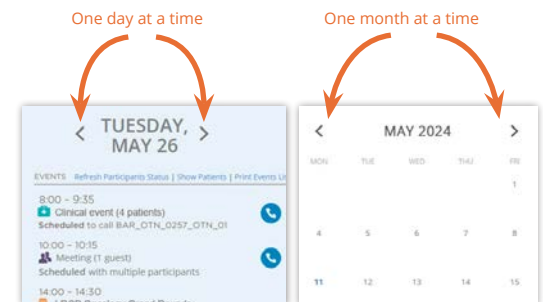 One day at a time
One month at a time
TUESDAY,
MAY 26
EVENTS Refresh Participants Status | Show Patients | Print Events
8:00 – 9:35
Clinical event (4 patients)
Scheduled to call BAR_OTN_0257_OTN_01
10:00 – 10:15
Meeting (1 guest)
Scheduled with multiple participants
14:00 – 14:30
MAY 2024
MON TUE WED THU FRI
1
4 5 6 7 8
11 12 13 14 15